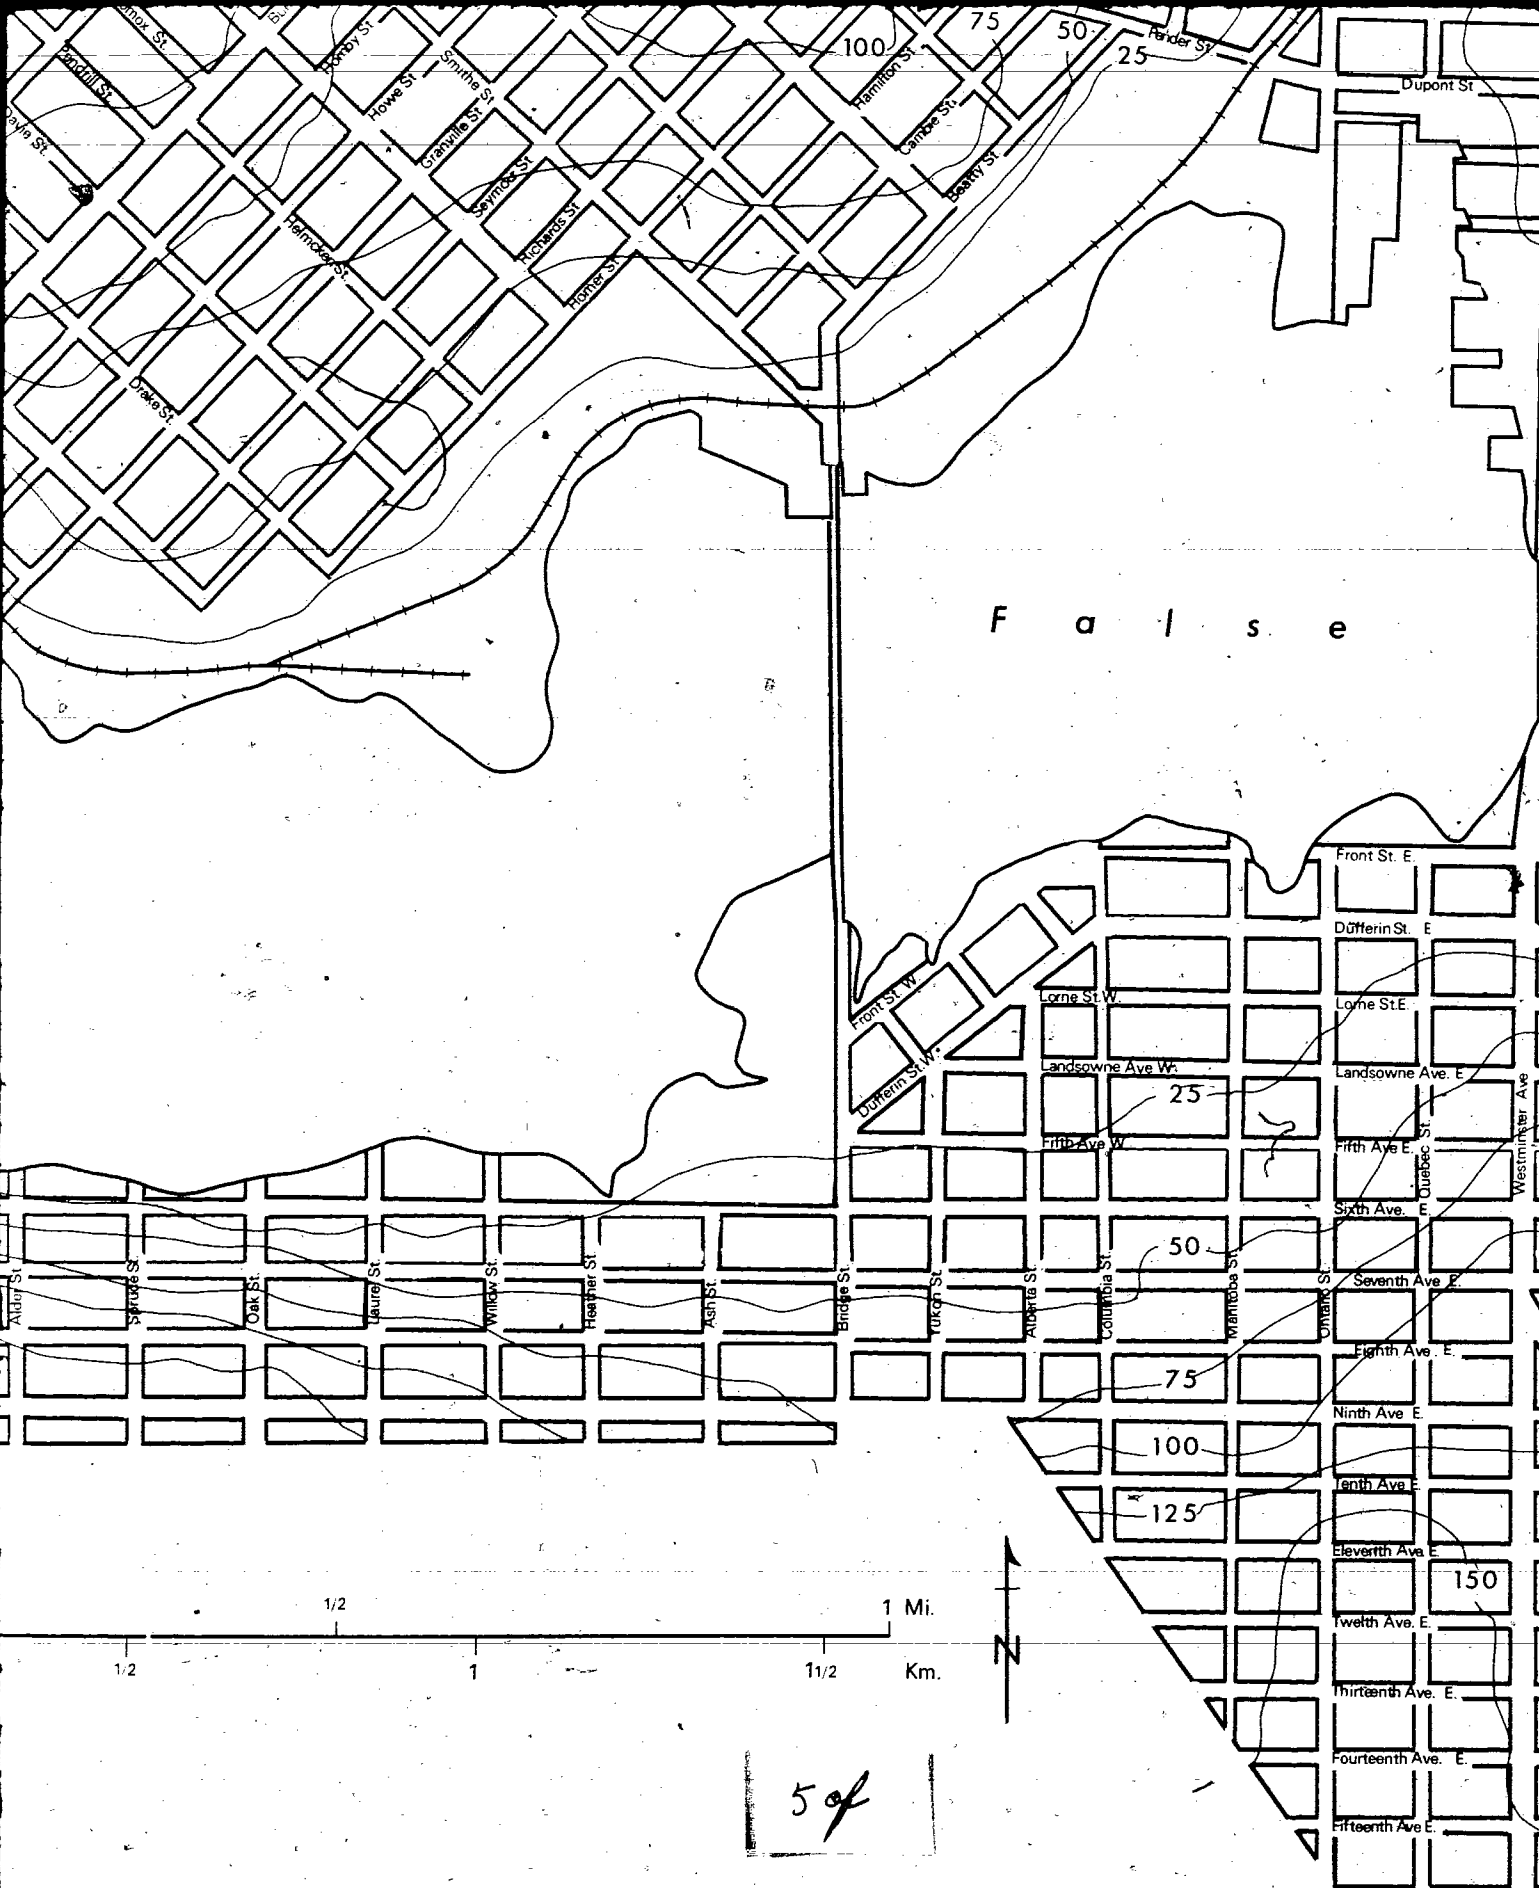 75
50
25
100
Pender St
Dupont St
Hornby St
Smithe St
Howe St
Granville St
Hamilton St
Cambie St.
Beatty St
Pendrill St.
Davie St.
Seymour St
Richards St
Homer St
Helmcken St.
Drake St.
F a l s e
Front St. E.
Dufferin St. E
Lorne St.E.
Landsowne Ave. E
Fifth Ave E.
Sixth Ave. E.
Seventh Ave E.
Eighth Ave. E.
Ninth Ave E.
Tenth Ave E.
Eleventh Ave E.
Twelth Ave. E.
Thirteenth Ave. E.
Fourteenth Ave. E.
Fifteenth Ave E.
Front St. W.
Dufferin St.W.
Lorne St.W.
Landsowne Ave W.
Fifth Ave W
25
50
75
100
125
150
Quebec St.
Westminster Ave
Aldur St
Spruce St.
Oak St.
Laurel St.
Willow St.
Heather St.
Ash St.
Bridge St.
Yukon St.
Alberta St.
Columbia St.
Manitoba St.
Ontario St.
1/2
1 Mi.
1/2
1
1 1/2
Km.
N
5 of